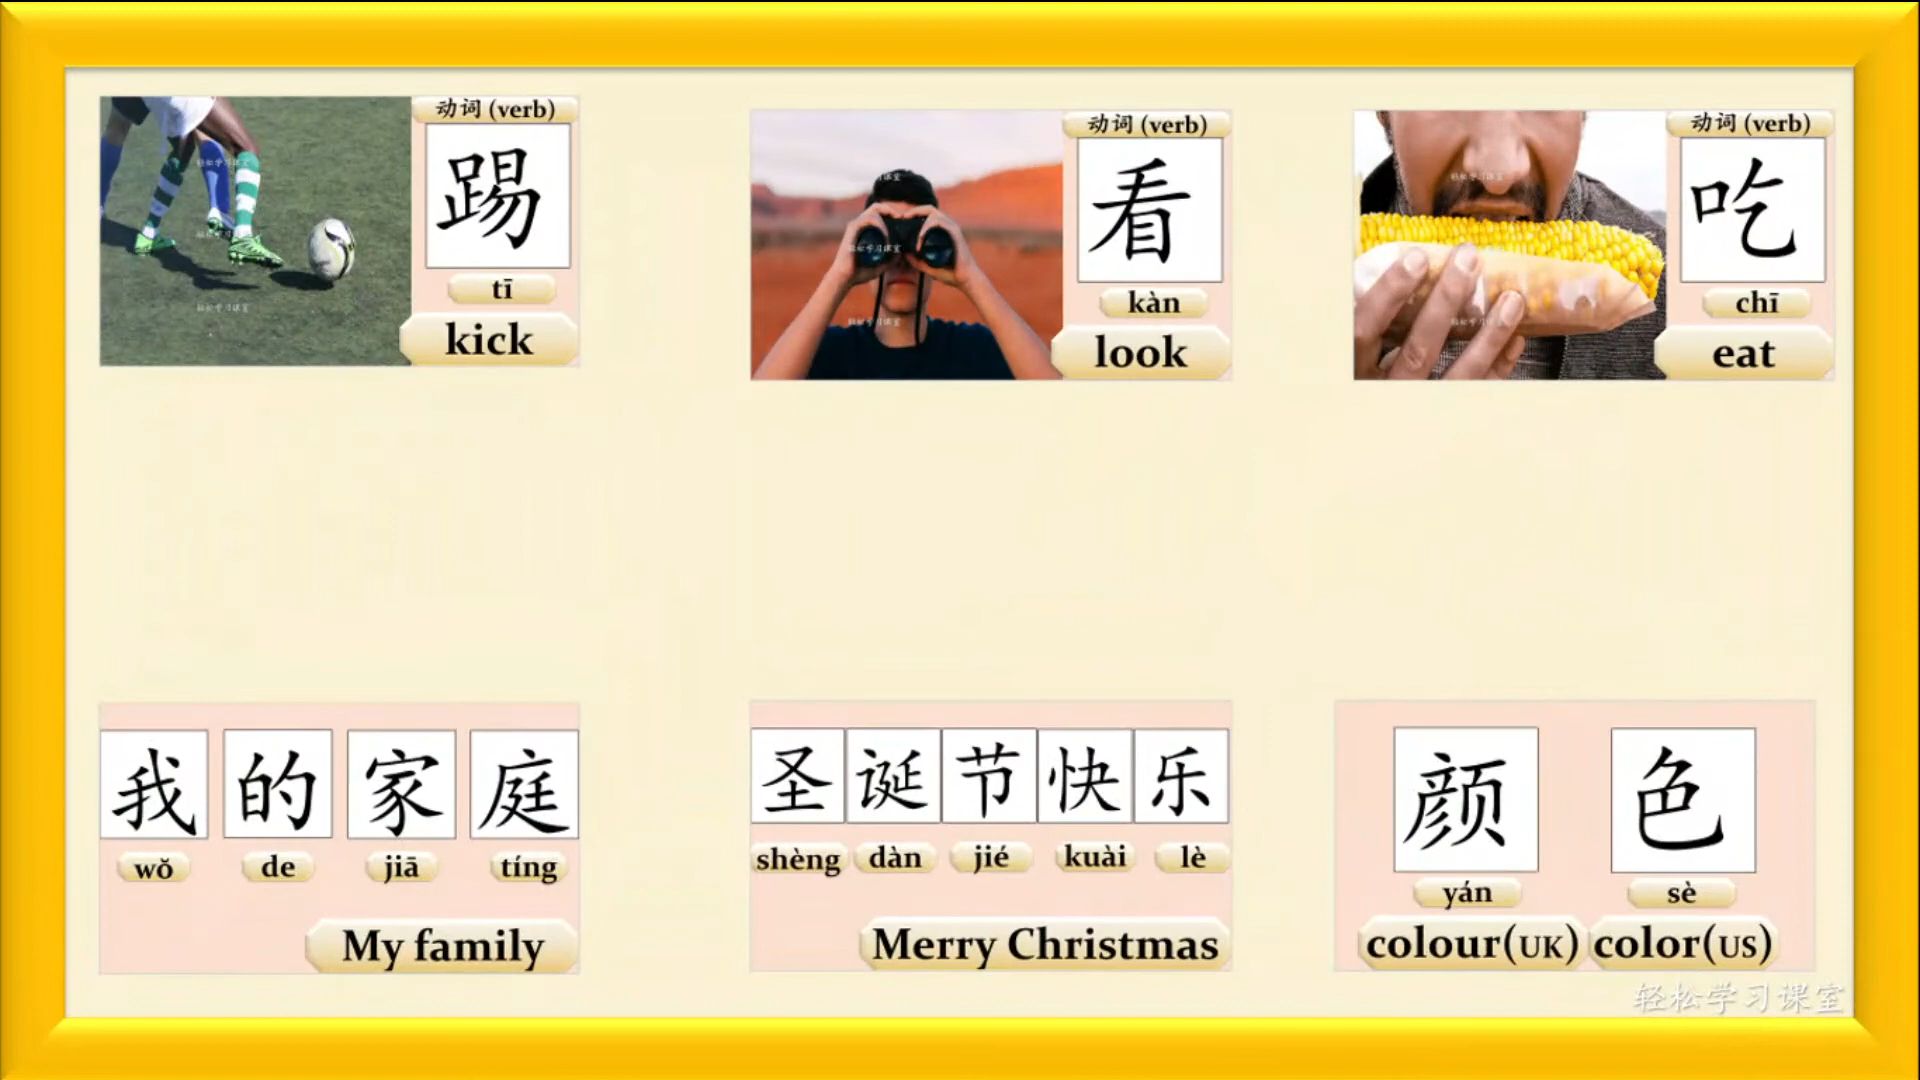 动词 (verb)
踢
tī
kick
动词 (verb)
看
kàn
look
动词 (verb)
吃
chī
eat
我 的 家 庭
wǒ de jiā tíng
My family
圣 诞 节 快 乐
shèng dàn jié kuài lè
Merry Christmas
颜 色
yán sè
colour(UK) color(US)
轻松学习课室